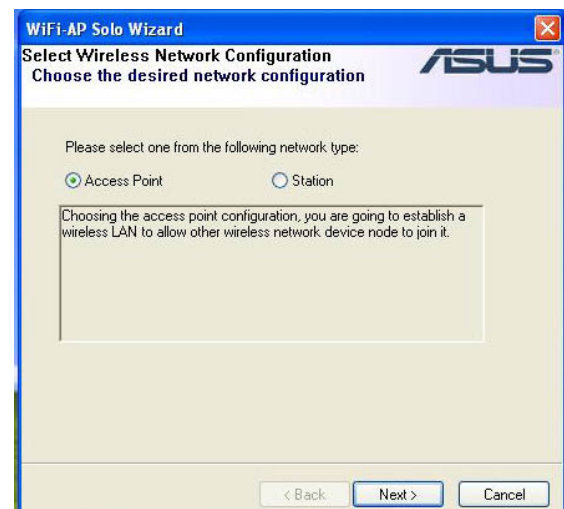 WiFi-AP Solo Wizard
Select Wireless Network Configuration
Choose the desired network configuration
ASUS
Please select one from the following network type:
Access Point
Station
Choosing the access point configuration, you are going to establish a
wireless LAN to allow other wireless network device node to join it.
< Back
Next >
Cancel